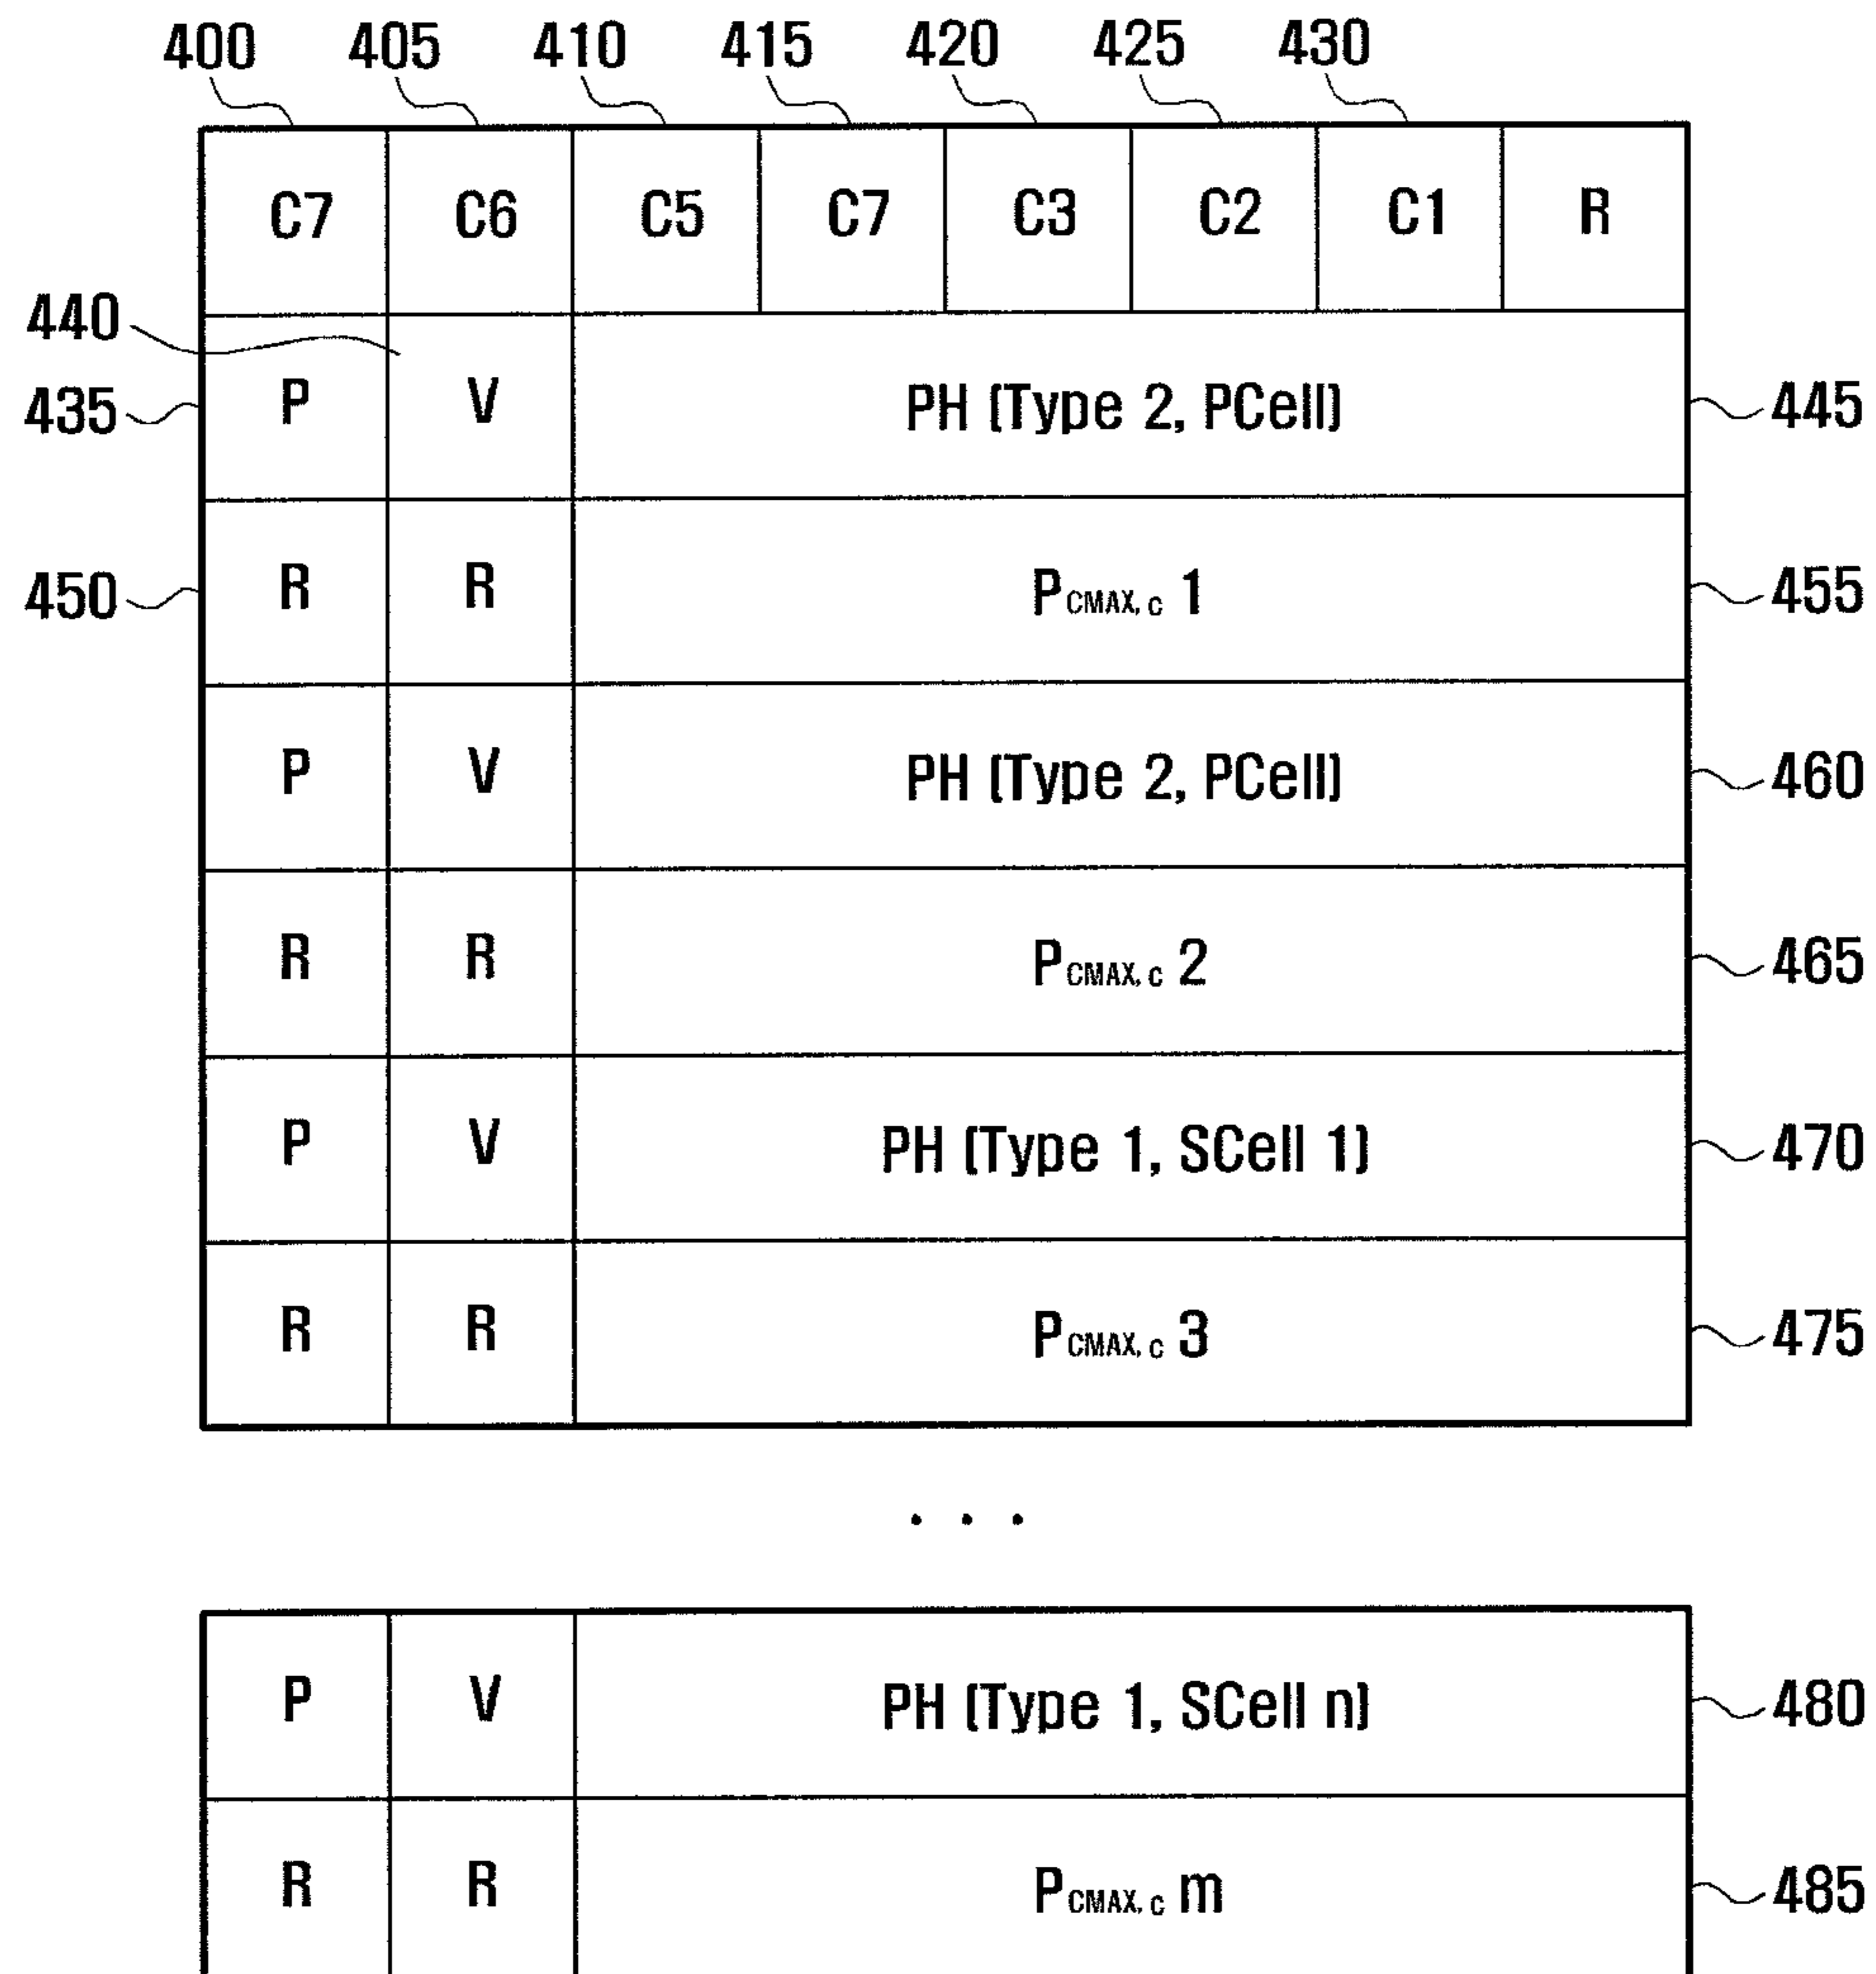 400 405 410 415 420 425 430
C7 C6 C5 C7 C3 C2 C1 R
440
435 P V PH (Type 2, PCell) 445
450 R R PCMAX, c 1 455
P V PH (Type 2, PCell) 460
R R PCMAX, c 2 465
P V PH (Type 1, SCell 1) 470
R R PCMAX, c 3 475
. . .
P V PH (Type 1, SCell n) 480
R R PCMAX, c m 485